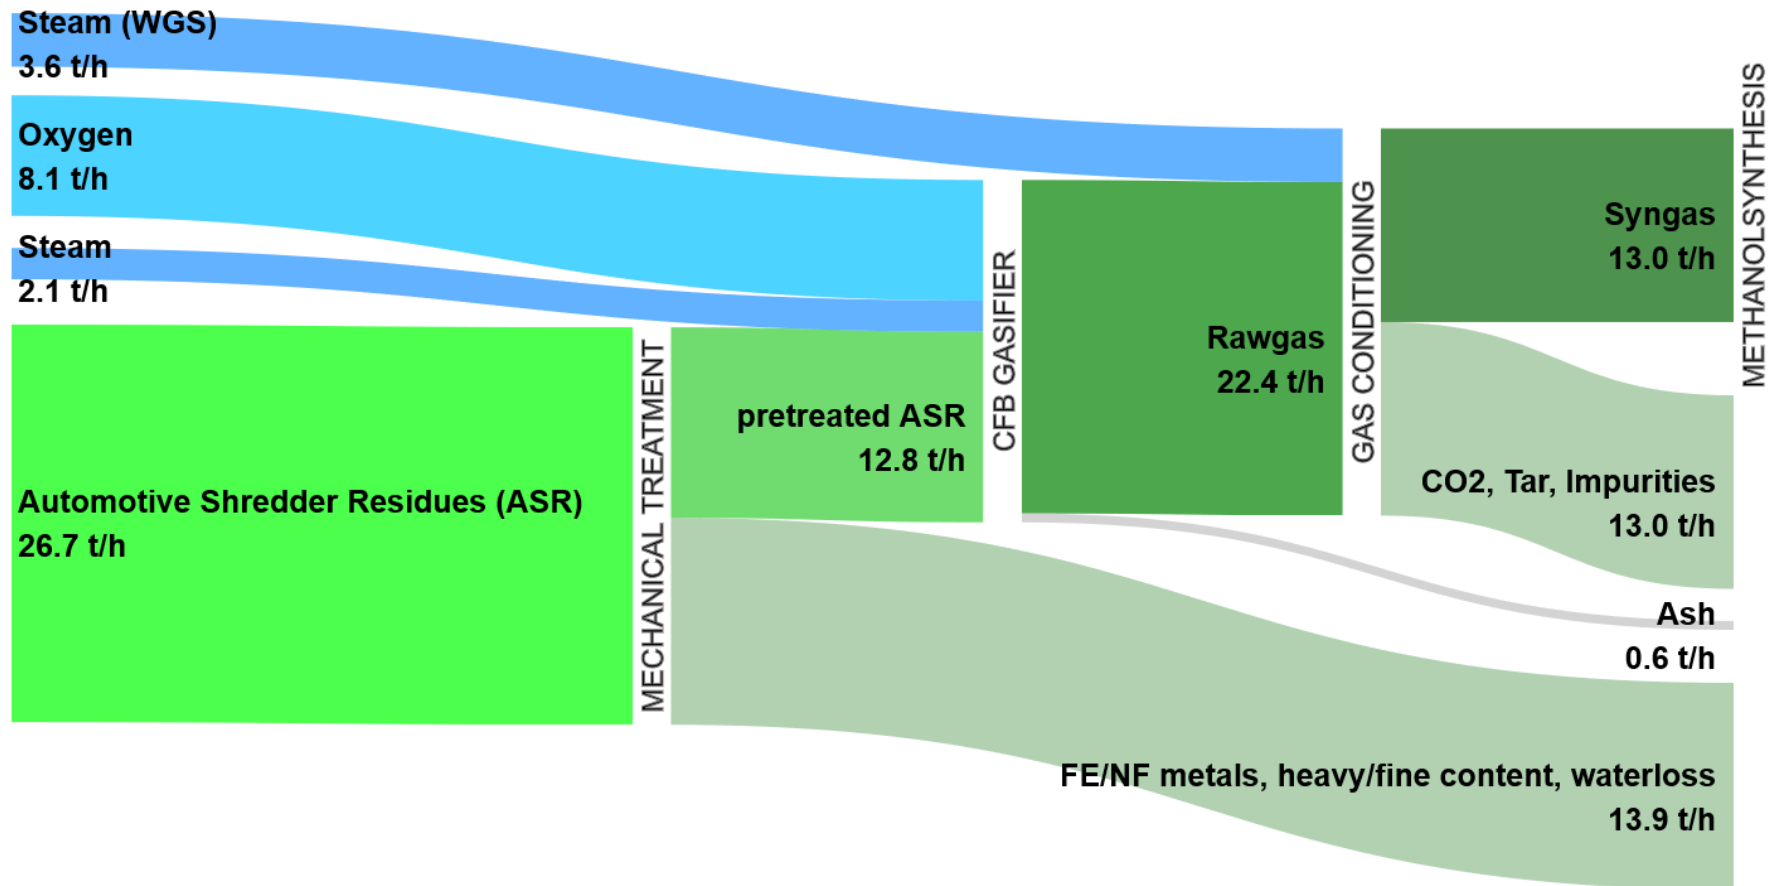 Steam (WGS)
3.6 t/h
Oxygen
8.1 t/h
Steam
2.1 t/h
Automotive Shredder Residues (ASR)
26.7 t/h
MECHANICAL TREATMENT
pretreated ASR
12.8 t/h
CFB GASIFIER
Rawgas
22.4 t/h
GAS CONDITIONING
Syngas
13.0 t/h
METHANOLSYNTHESIS
CO2, Tar, Impurities
13.0 t/h
Ash
0.6 t/h
FE/NF metals, heavy/fine content, waterloss
13.9 t/h